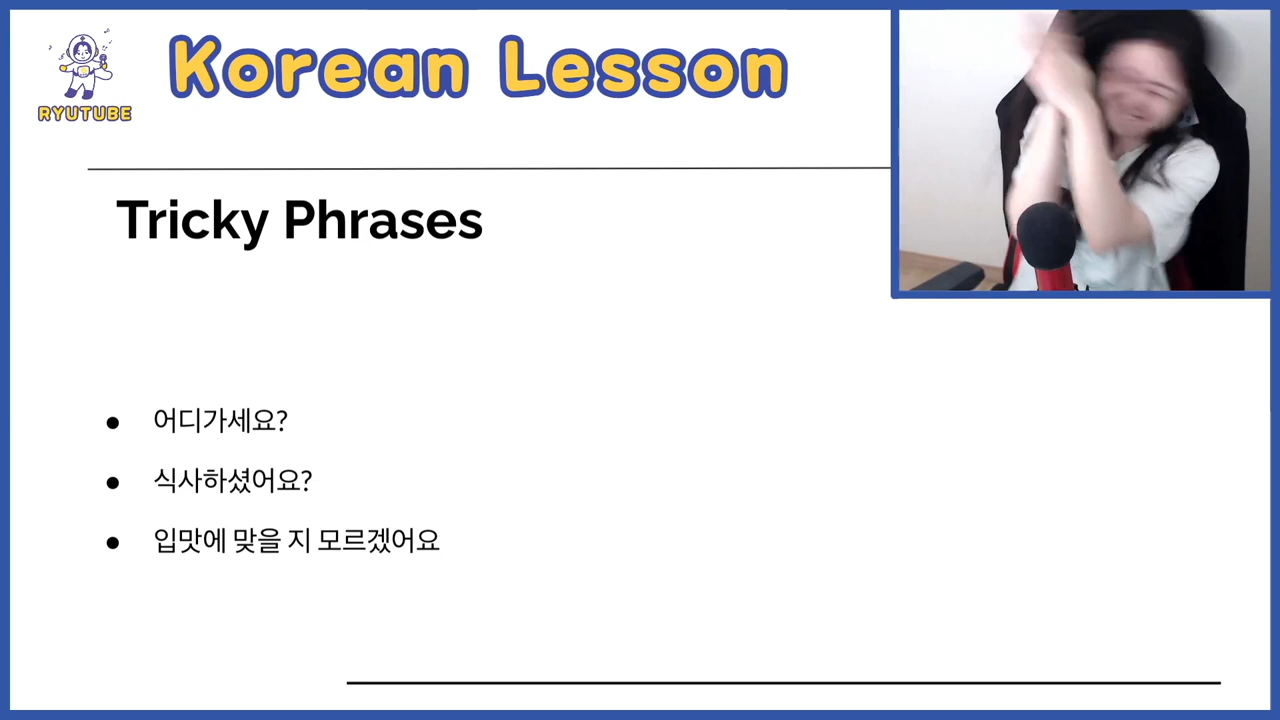 RYUTUBE
Korean Lesson
Tricky Phrases
어디가세요?
식사하셨어요?
입맛에 맞을 지 모르겠어요